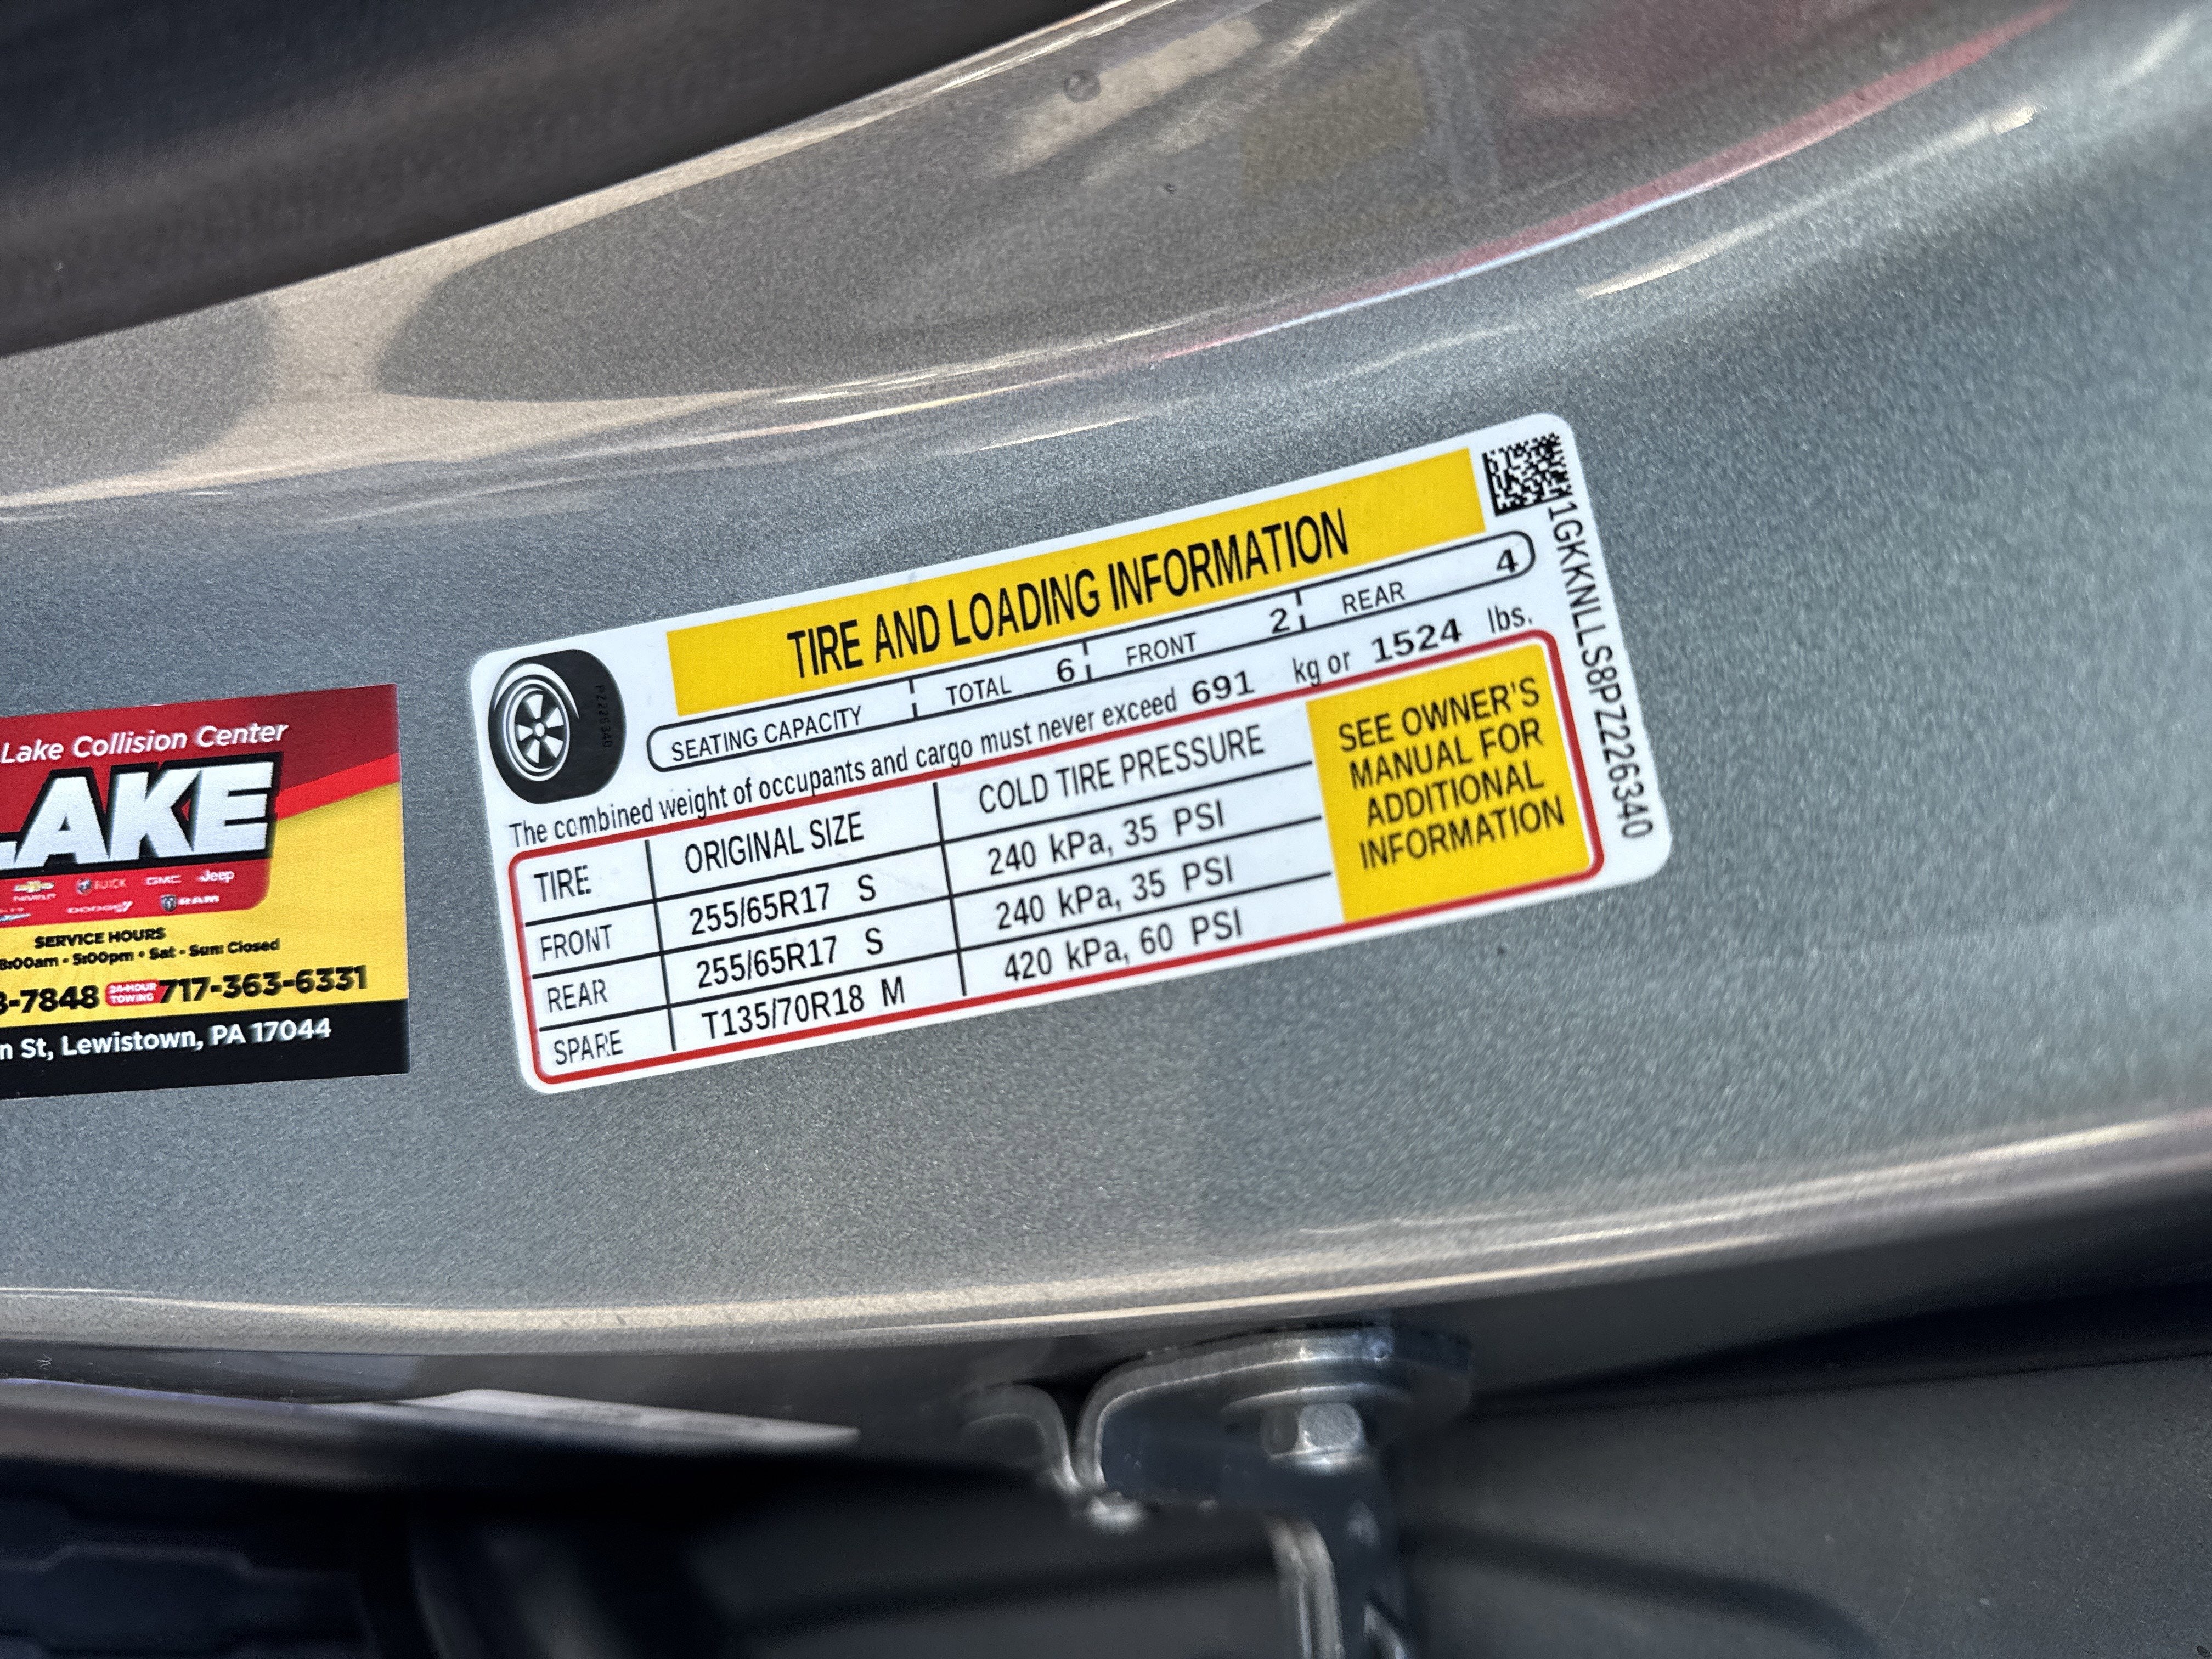 Lake Collision Center
LAKE
CHEVROLET BUICK GMC Jeep
DODGE RAM
SERVICE HOURS
8:00am - 5:00pm • Sat - Sun: Closed
-7848 24-HOUR TOWING 717-363-6331
St, Lewistown, PA 17044
TIRE AND LOADING INFORMATION
SEATING CAPACITY TOTAL 6 FRONT 2 REAR 4
The combined weight of occupants and cargo must never exceed 691 kg or 1524 lbs.
TIRE ORIGINAL SIZE COLD TIRE PRESSURE
FRONT 255/65R17 S 240 kPa, 35 PSI
REAR 255/65R17 S 240 kPa, 35 PSI
SPARE T135/70R18 M 420 kPa, 60 PSI
SEE OWNER'S
MANUAL FOR
ADDITIONAL
INFORMATION
1GKKNLLS8PZ226340
PZ226340